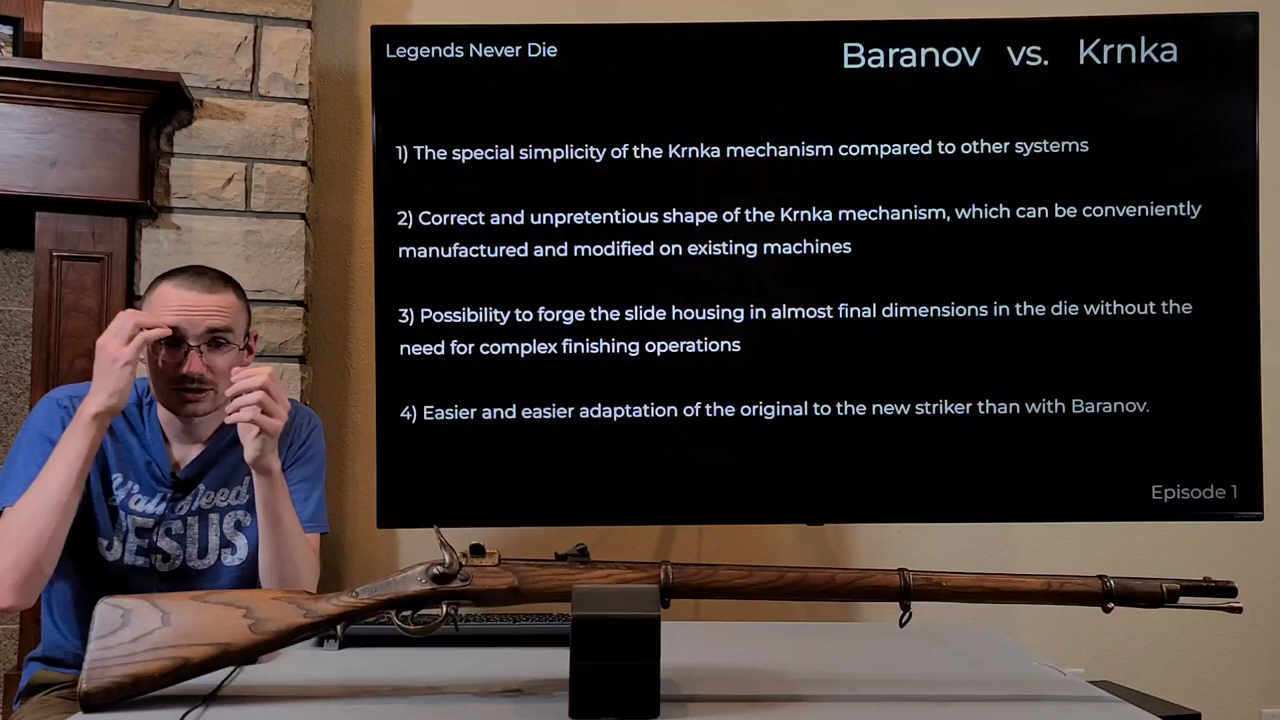 Legends Never Die
Baranov vs. Krnka
1) The special simplicity of the Krnka mechanism compared to other systems
2) Correct and unpretentious shape of the Krnka mechanism, which can be conveniently
manufactured and modified on existing machines
3) Possibility to forge the slide housing in almost final dimensions in the die without the
need for complex finishing operations
4) Easier and easier adaptation of the original to the new striker than with Baranov.
Episode 1
Y'all Need
JESUS